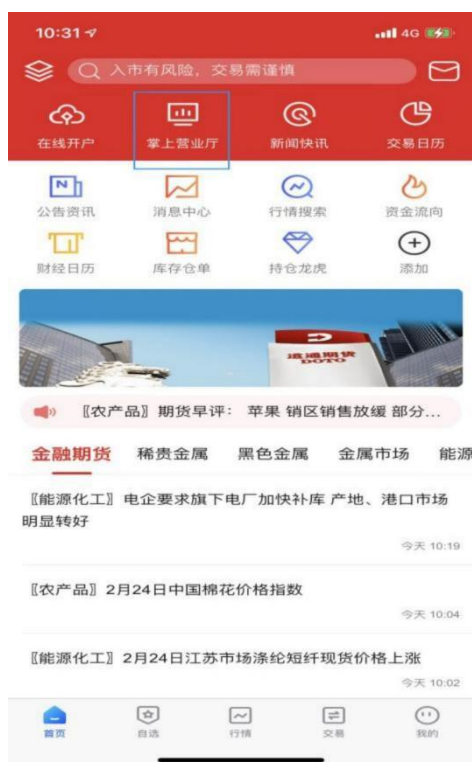 10:31
4G
入市有风险，交易需谨慎
在线开户 掌上营业厅 新闻快讯 交易日历
公告资讯 消息中心 行情搜索 资金流向
财经日历 库存仓单 持仓龙虎 添加
道通期货
DOTO
〖农产品〗期货早评： 苹果 销区销售放缓 部分...
金融期货 稀贵金属 黑色金属 金属市场 能源
〖能源化工〗电企要求旗下电厂加快补库 产地、港口市场
明显转好
今天 10:19
〖农产品〗2月24日中国棉花价格指数
今天 10:04
〖能源化工〗2月24日江苏市场涤纶短纤现货价格上涨
今天 10:02
首页 自选 行情 交易 我的